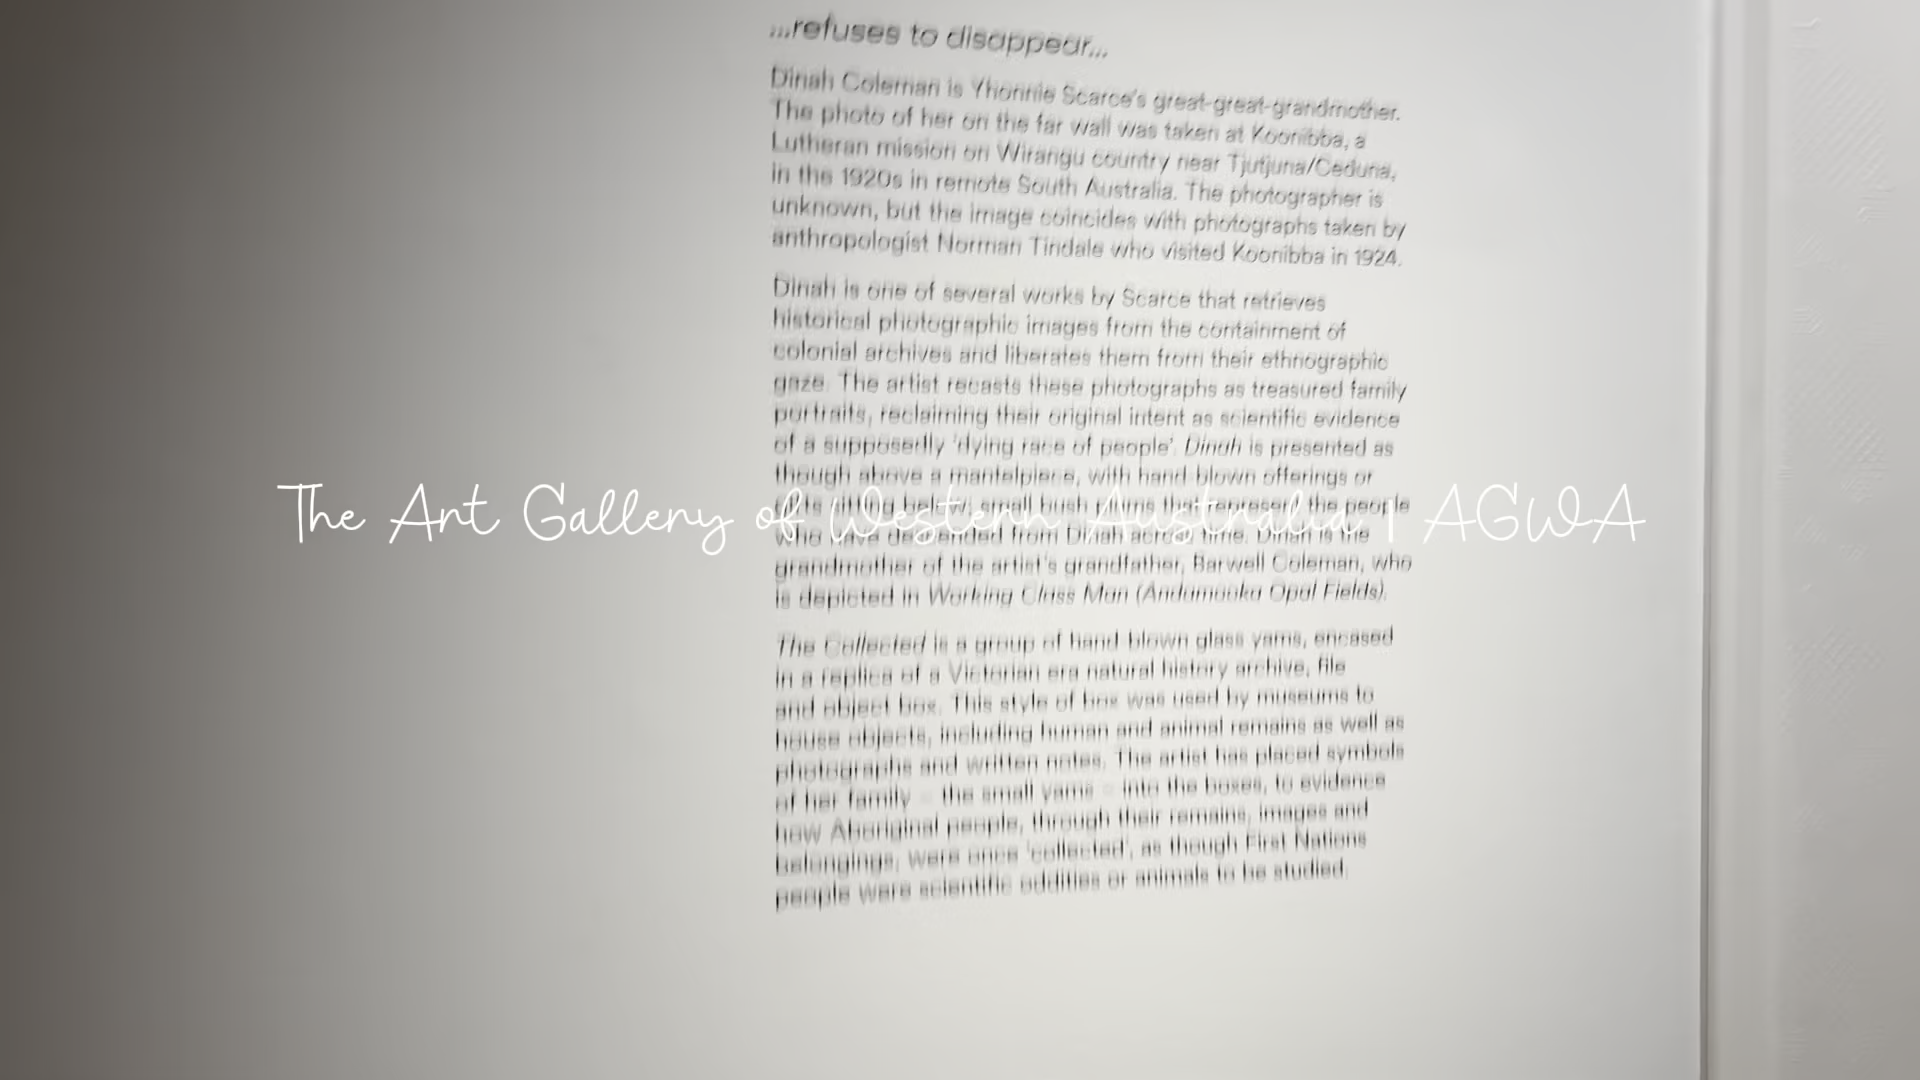 ...refuses to disappear...
Dinah Coleman is Yhonnie Scarce's great-great-grandmother.
The photo of her on the far wall was taken at Koonibba, a
Lutheran mission on Wirangu country near Tjutjuna/Ceduna,
in the 1920s in remote South Australia. The photographer is
unknown, but the image coincides with photographs taken by
anthropologist Norman Tindale who visited Koonibba in 1924.
Dinah is one of several works by Scarce that retrieves
historical photographic images from the containment of
colonial archives and liberates them from their ethnographic
gaze. The artist recasts these photographs as treasured family
portraits, reclaiming their original intent as scientific evidence
of a supposedly 'dying race of people'. Dinah is presented as
though above a mantelpiece, with hand blown offerings or
gifts sitting below; small bush plums that represent the people
The Art Gallery of Western Australia | AGWA
who have descended from Dinah across time. Dinah is the
grandmother of the artist's grandfather, Barwell Coleman, who
is depicted in Working Class Man (Andamooka Opal Fields).
The Collected is a group of hand blown glass yams, encased
in a replica of a Victorian era natural history archive, file
and object box. This style of box was used by museums to
house objects, including human and animal remains as well as
photographs and written notes. The artist has placed symbols
of her family – the small yams – into the boxes, to evidence
how Aboriginal people, through their remains, images and
belongings, were once 'collected', as though First Nations
people were scientific oddities or animals to be studied.